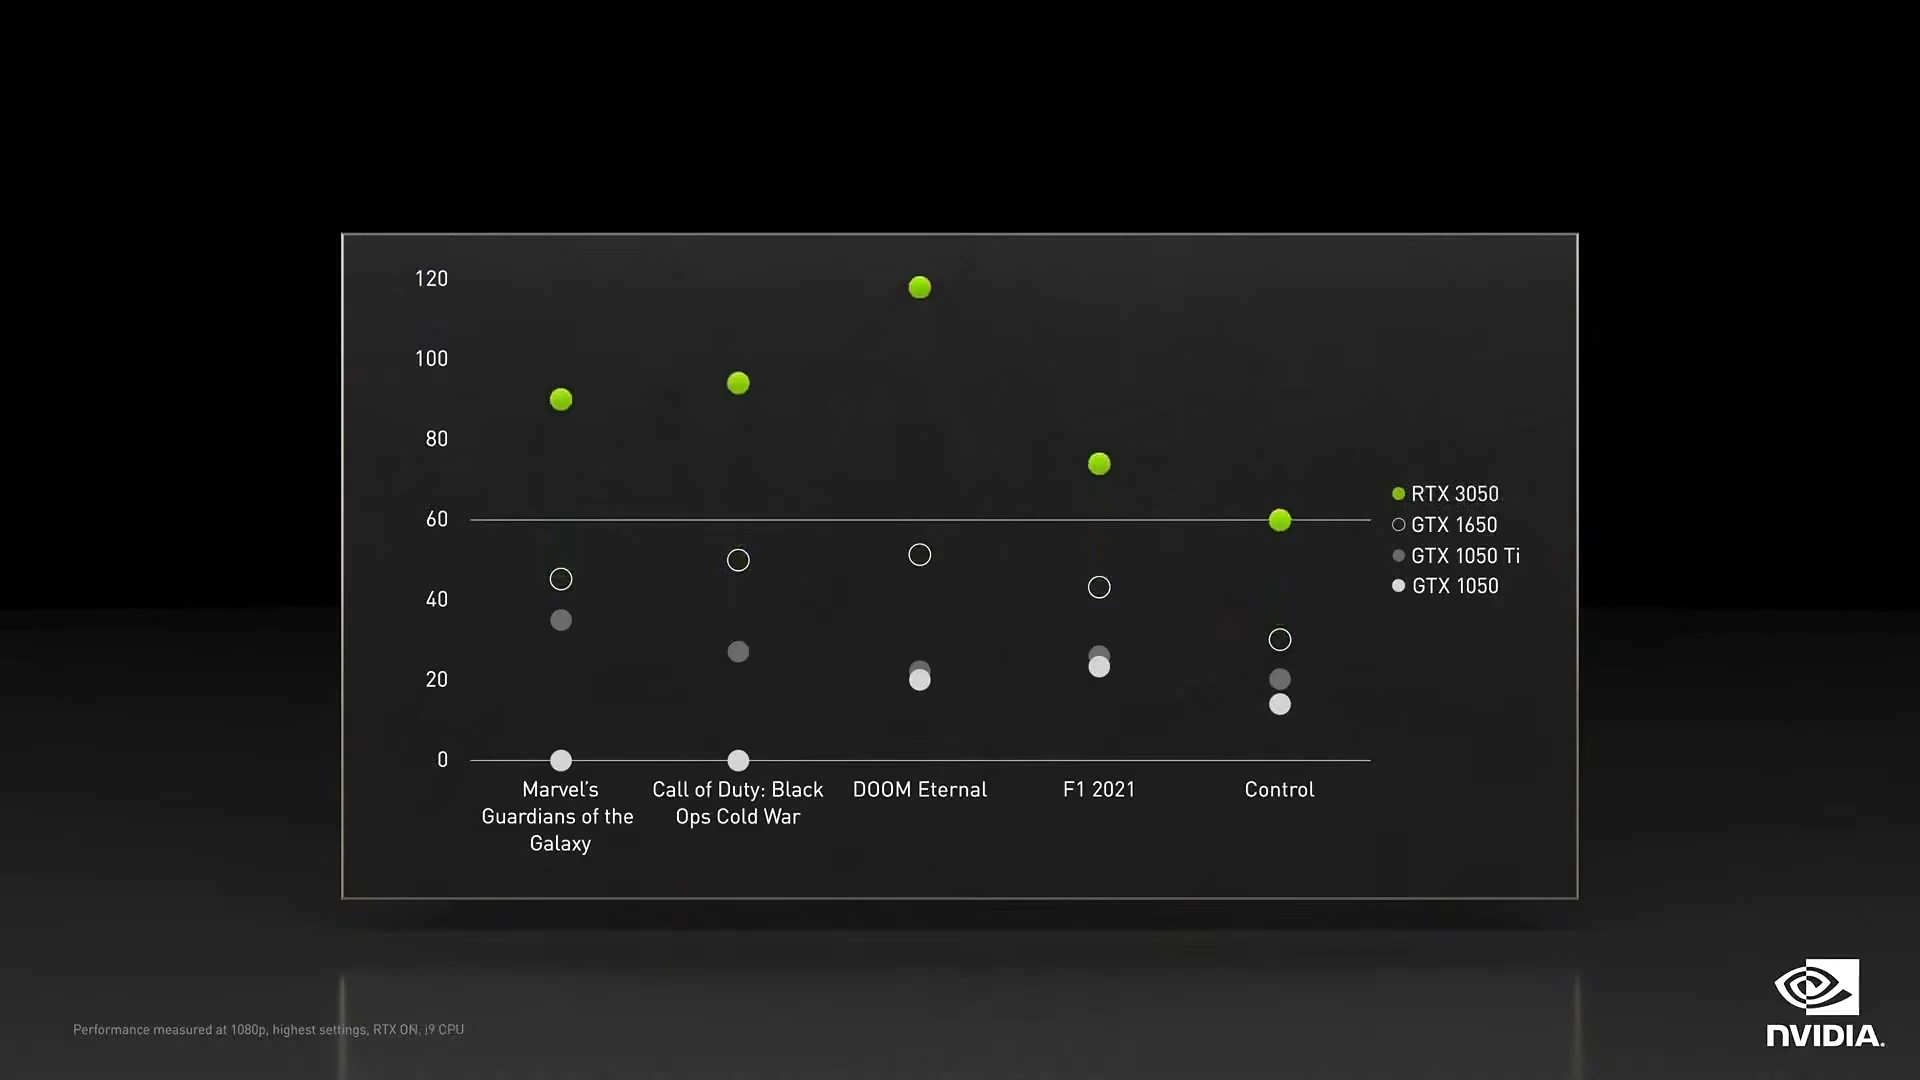 120
100
80
60
40
20
0
Marvel's
Guardians of the
Galaxy
Call of Duty: Black
Ops Cold War
DOOM Eternal
F1 2021
Control
RTX 3050
GTX 1650
GTX 1050 Ti
GTX 1050
Performance measured at 1080p, highest settings, RTX ON, i9 CPU
NVIDIA.